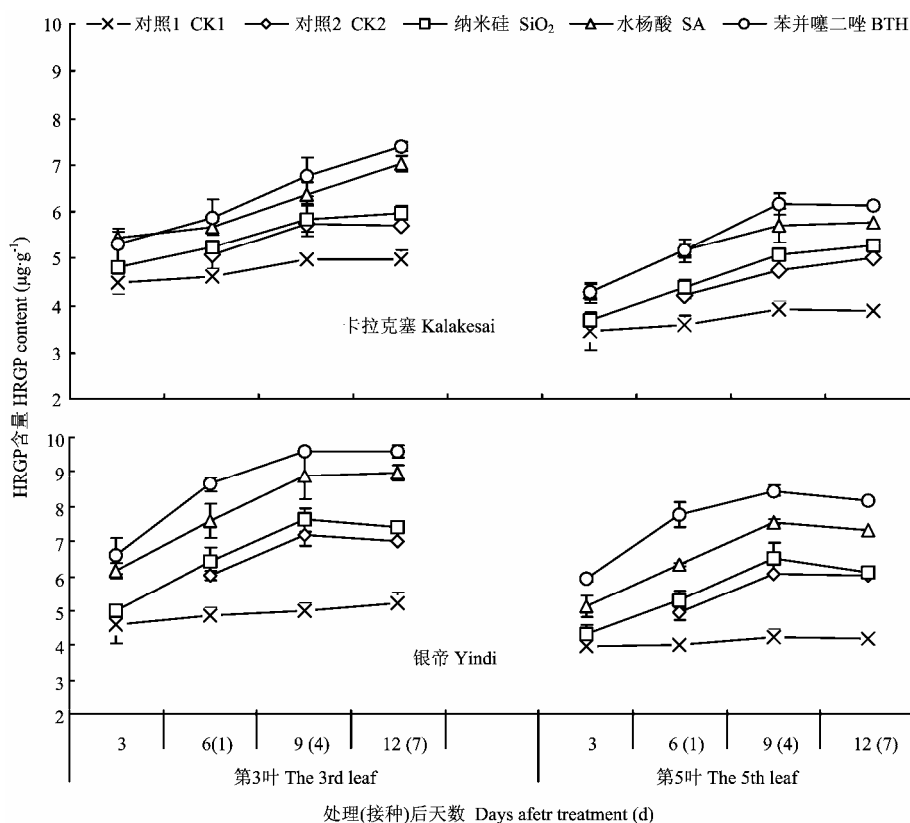 对照1 CK1 对照2 CK2 纳米硅 SiO₂ 水杨酸 SA 苯并噻二唑 BTH
10
9
8
7
6
5
4
3
2
卡拉克塞 Kalakesai
HRGP含量 HRGP content (μg·g⁻¹)
10
9
8
7
6
5
4
3
2
银帝 Yindi
3 6(1) 9 (4) 12 (7) 3 6 (1) 9 (4) 12 (7)
第3叶 The 3rd leaf 第5叶 The 5th leaf
处理(接种)后天数 Days afetr treatment (d)